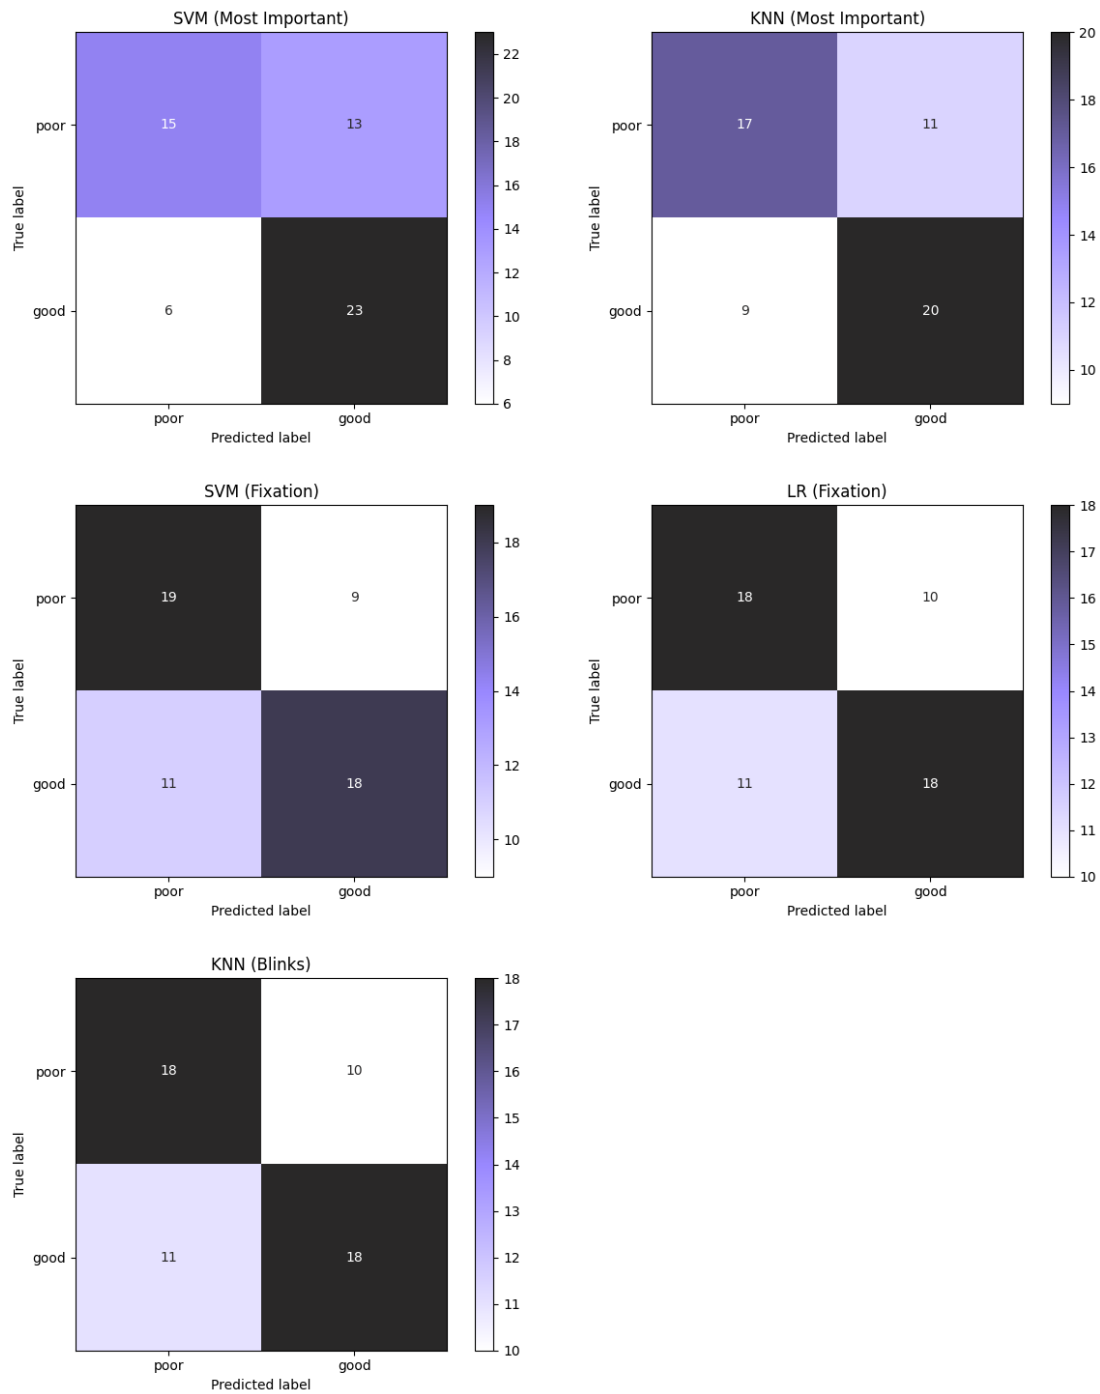 SVM (Most Important)
poor
good
True label
15
13
6
23
poor
good
Predicted label
22
20
18
16
14
12
10
8
6
KNN (Most Important)
poor
good
True label
17
11
9
20
poor
good
Predicted label
20
18
16
14
12
10
SVM (Fixation)
poor
good
True label
19
9
11
18
poor
good
Predicted label
18
16
14
12
10
LR (Fixation)
poor
good
True label
18
10
11
18
poor
good
Predicted label
18
17
16
15
14
13
12
11
10
KNN (Blinks)
poor
good
True label
18
10
11
18
poor
good
Predicted label
18
17
16
15
14
13
12
11
10